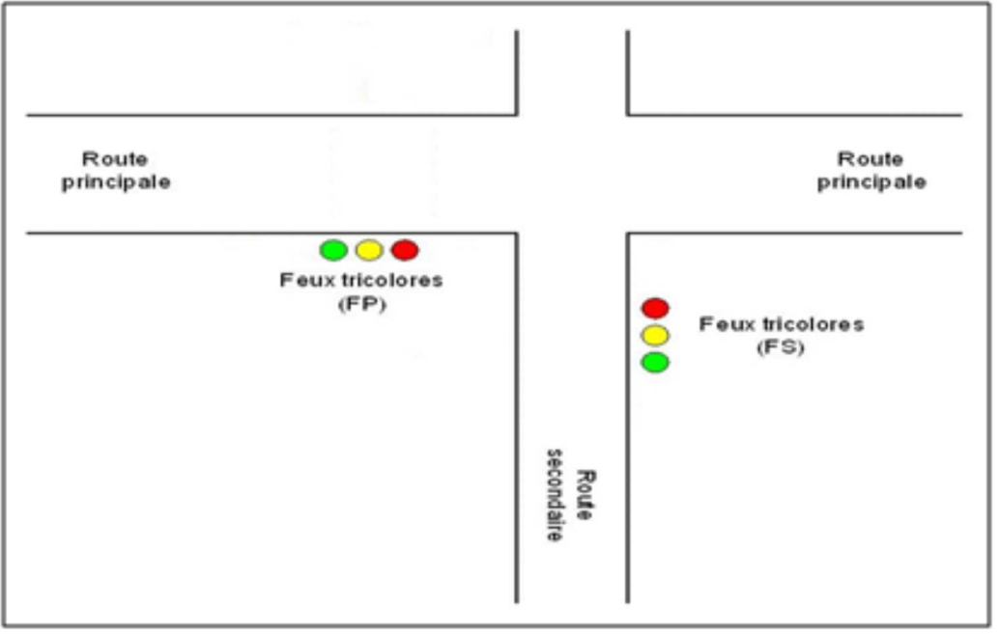 Route
principale
Route
principale
Feux tricolores
(FP)
Feux tricolores
(FS)
Route
secondaire